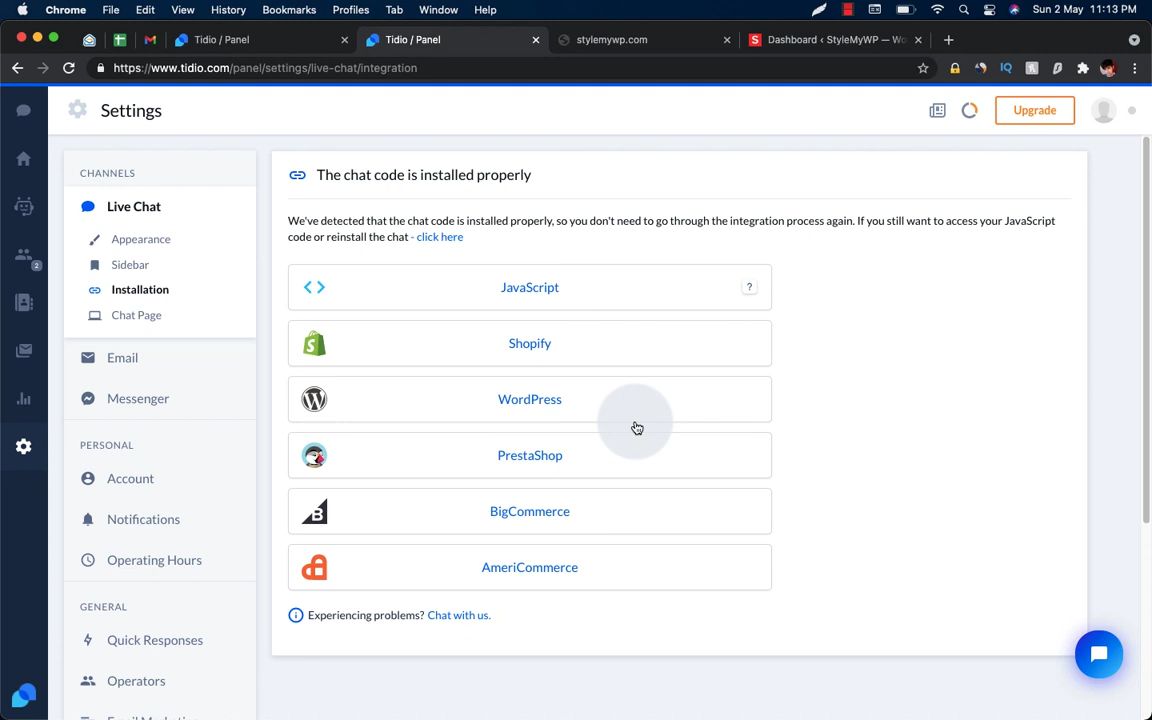 Chrome File Edit View History Bookmarks Profiles Tab Window Help Sun 2 May 11:13 PM
Tidio / Panel Tidio / Panel stylemywp.com Dashboard ‹ StyleMyWP — Wo
https://www.tidio.com/panel/settings/live-chat/integration
Settings
Upgrade
CHANNELS
Live Chat
Appearance
Sidebar
Installation
Chat Page
Email
Messenger
PERSONAL
Account
Notifications
Operating Hours
GENERAL
Quick Responses
Operators
2
The chat code is installed properly
We've detected that the chat code is installed properly, so you don't need to go through the integration process again. If you still want to access your JavaScript
code or reinstall the chat - click here
JavaScript ?
Shopify
WordPress
PrestaShop
BigCommerce
AmeriCommerce
Experiencing problems? Chat with us.